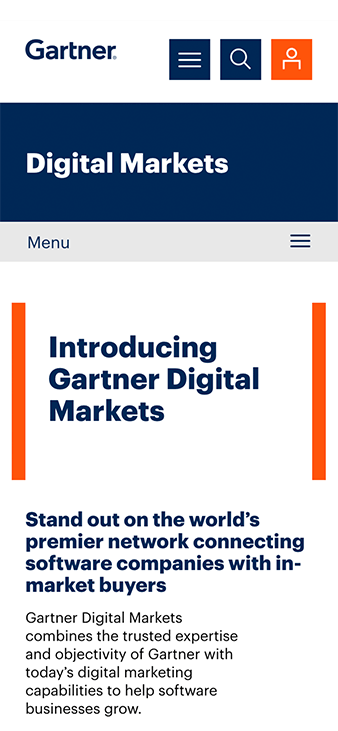 Gartner®
Digital Markets
Menu
Introducing
Gartner Digital
Markets
Stand out on the world’s
premier network connecting
software companies with in-
market buyers
Gartner Digital Markets
combines the trusted expertise
and objectivity of Gartner with
today’s digital marketing
capabilities to help software
businesses grow.